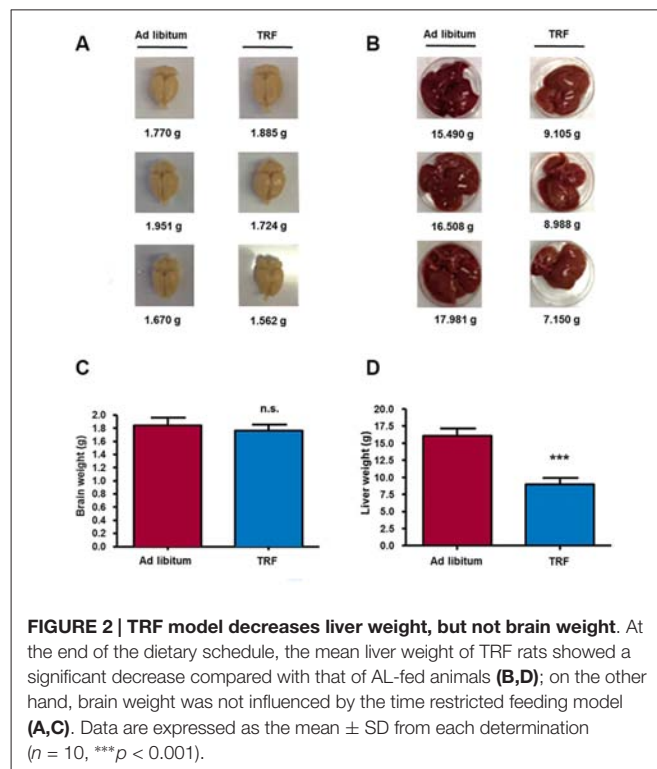 A
Ad libitum TRF
1.770 g 1.885 g
1.951 g 1.724 g
1.670 g 1.562 g
B
Ad libitum TRF
15.490 g 9.105 g
16.508 g 8.988 g
17.981 g 7.150 g
C
Brain weight (g)
2.0
1.8
1.6
1.4
1.2
1.0
0.8
0.6
0.4
0.2
0.0
n.s.
Ad libitum TRF
D
Liver weight (g)
20.0
17.5
15.0
12.5
10.0
7.5
5.0
2.5
0.0
***
Ad libitum TRF
FIGURE 2 | TRF model decreases liver weight, but not brain weight. At
the end of the dietary schedule, the mean liver weight of TRF rats showed a
significant decrease compared with that of AL-fed animals (B,D); on the other
hand, brain weight was not influenced by the time restricted feeding model
(A,C). Data are expressed as the mean ± SD from each determination
(n = 10, ***p < 0.001).